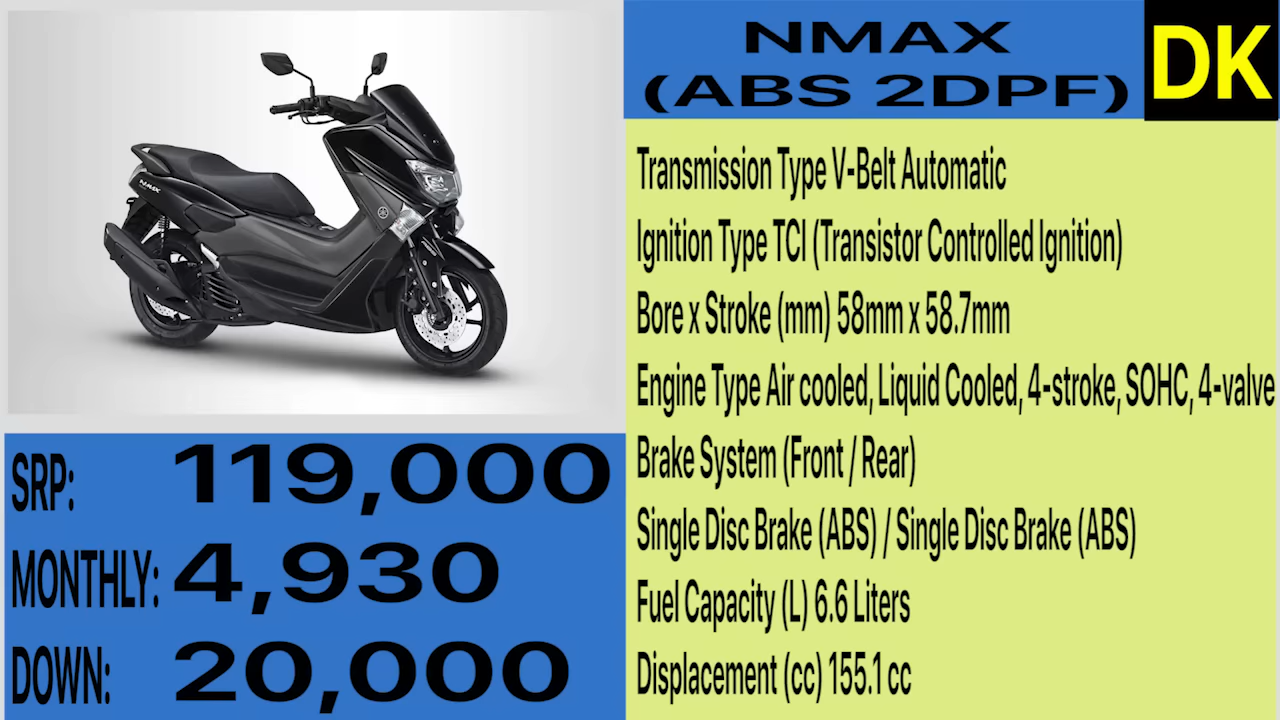 NMAX
(ABS 2DPF)
DK
NMAX
SRP: 119,000
MONTHLY: 4,930
DOWN: 20,000
Transmission Type V-Belt Automatic
Ignition Type TCI (Transistor Controlled Ignition)
Bore x Stroke (mm) 58mm x 58.7mm
Engine Type Air cooled, Liquid Cooled, 4-stroke, SOHC, 4-valve
Brake System (Front / Rear)
Single Disc Brake (ABS) / Single Disc Brake (ABS)
Fuel Capacity (L) 6.6 Liters
Displacement (cc) 155.1 cc